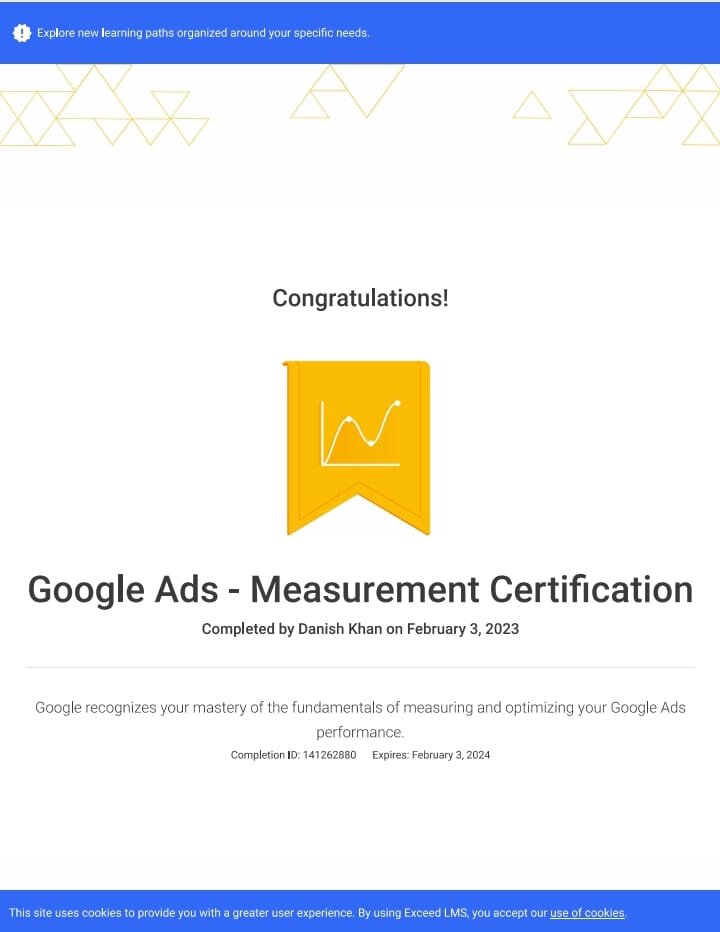 Explore new learning paths organized around your specific needs.
Congratulations!
Google Ads - Measurement Certification
Completed by Danish Khan on February 3, 2023
Google recognizes your mastery of the fundamentals of measuring and optimizing your Google Ads
performance.
Completion ID: 141262880 Expires: February 3, 2024
This site uses cookies to provide you with a greater user experience. By using Exceed LMS, you accept our use of cookies.